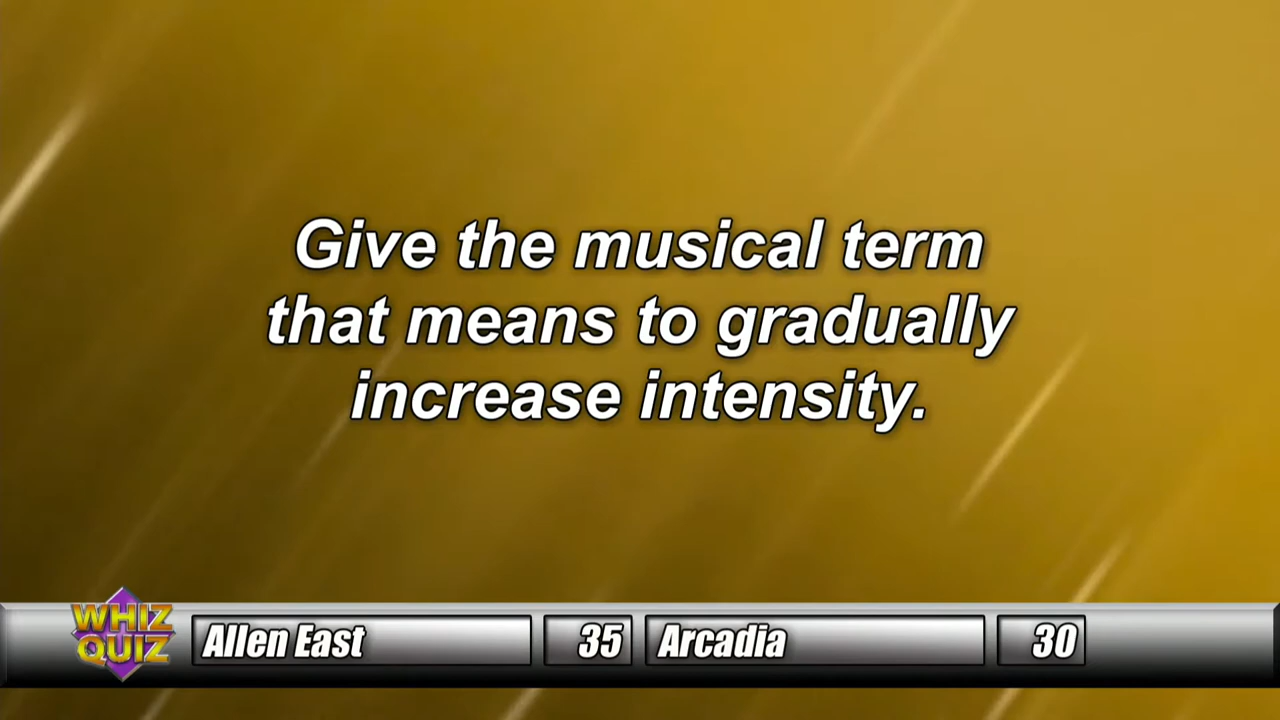 Give the musical term
that means to gradually
increase intensity.
WHIZ
QUIZ
Allen East 35 Arcadia 30